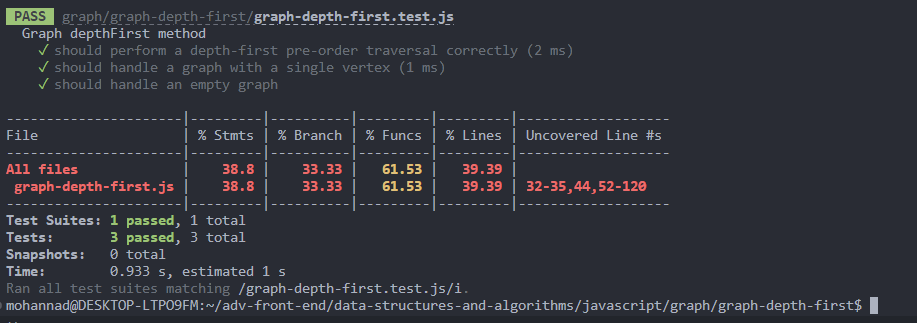 PASS graph/graph-depth-first/graph-depth-first.test.js
Graph depthFirst method
✓ should perform a depth-first pre-order traversal correctly (2 ms)
✓ should handle a graph with a single vertex (1 ms)
✓ should handle an empty graph
----------------------|---------|----------|---------|---------|-------------------
File                  | % Stmts | % Branch | % Funcs | % Lines | Uncovered Line #s
----------------------|---------|----------|---------|---------|-------------------
All files             |    38.8 |    33.33 |   61.53 |   39.39 |
 graph-depth-first.js |    38.8 |    33.33 |   61.53 |   39.39 | 32-35,44,52-120
----------------------|---------|----------|---------|---------|-------------------
Test Suites: 1 passed, 1 total
Tests:       3 passed, 3 total
Snapshots:   0 total
Time:        0.933 s, estimated 1 s
Ran all test suites matching /graph-depth-first.test.js/i.
mohannad@DESKTOP-LTPO9FM:~/adv-front-end/data-structures-and-algorithms/javascript/graph/graph-depth-first$